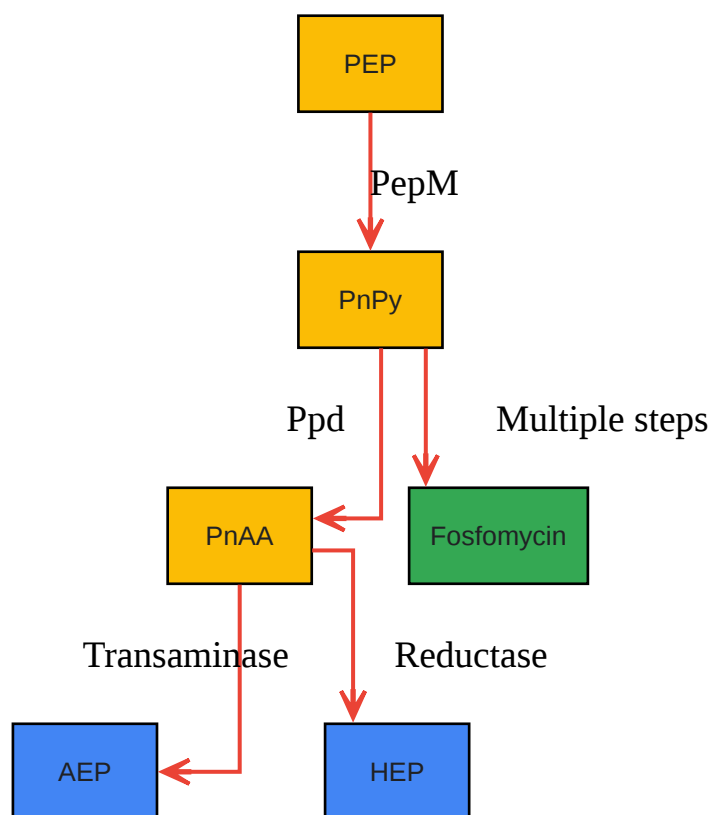 PEP
PepM
PnPy
Ppd
Multiple steps
PnAA
Fosfomycin
Transaminase
Reductase
AEP
HEP